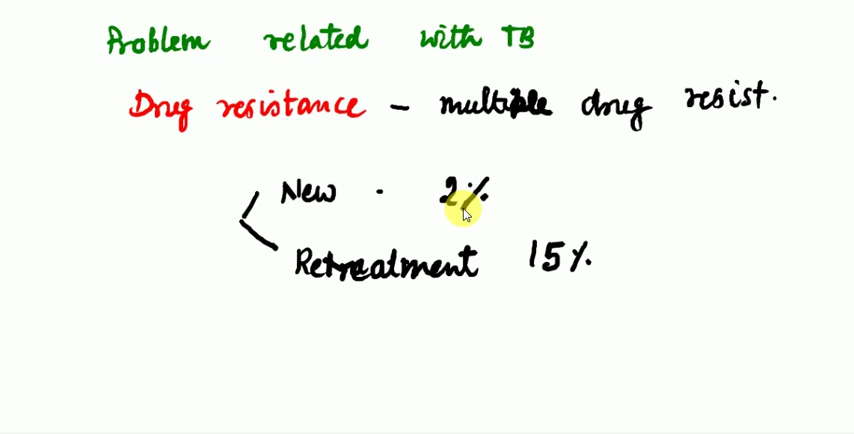 Problem related with TB
Drug resistance - multiple drug resist.
New · 2%
Retreatment 15%